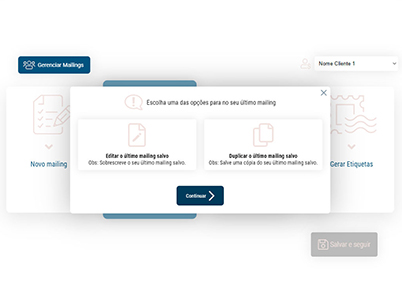 Gerenciar Mailings
Nome Cliente 1
Escolha uma das opções para no seu último mailing
Editar o último mailing salvo
Obs: Sobrescreve o seu último mailing salvo.
Duplicar o último mailing salvo
Obs: Salve uma cópia do seu último mailing salvo.
Novo mailing
Gerar Etiquetas
Continuar
Salvar e seguir